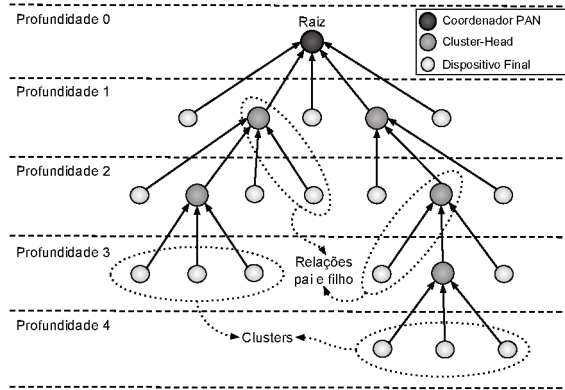 Profundidade 0
Raiz
Coordenador PAN
Cluster-Head
Dispositivo Final
Profundidade 1
Profundidade 2
Profundidade 3
Relações
pai e filho
Profundidade 4
Clusters